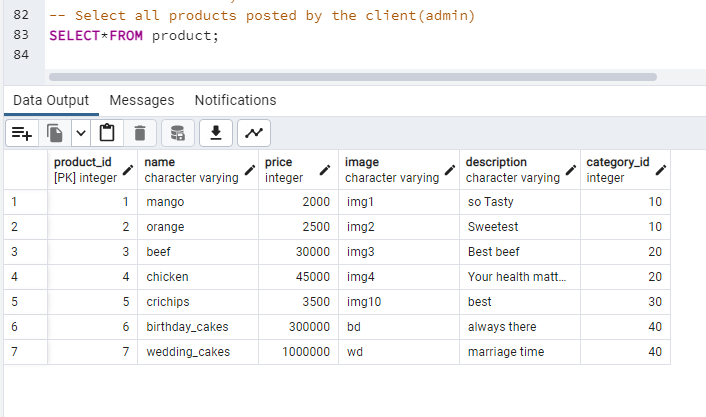 82 -- Select all products posted by the client(admin)
83 SELECT*FROM product;
84
Data Output Messages Notifications
product_id name price image description category_id
[PK] integer character varying integer character varying character varying integer
1 1 mango 2000 img1 so Tasty 10
2 2 orange 2500 img2 Sweetest 10
3 3 beef 30000 img3 Best beef 20
4 4 chicken 45000 img4 Your health matt... 20
5 5 crichips 3500 img10 best 30
6 6 birthday_cakes 300000 bd always there 40
7 7 wedding_cakes 1000000 wd marriage time 40